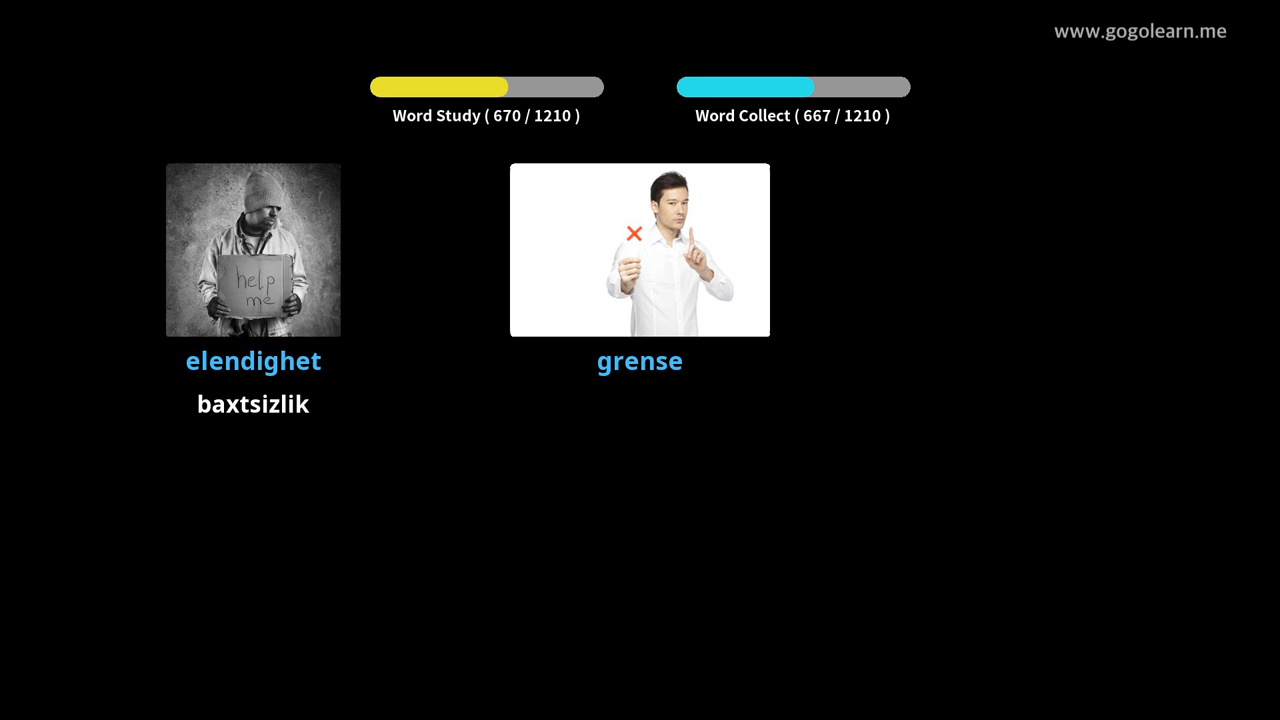 www.gogolearn.me
Word Study ( 670 / 1210 )
Word Collect ( 667 / 1210 )
help
me
elendighet
baxtsizlik
grense